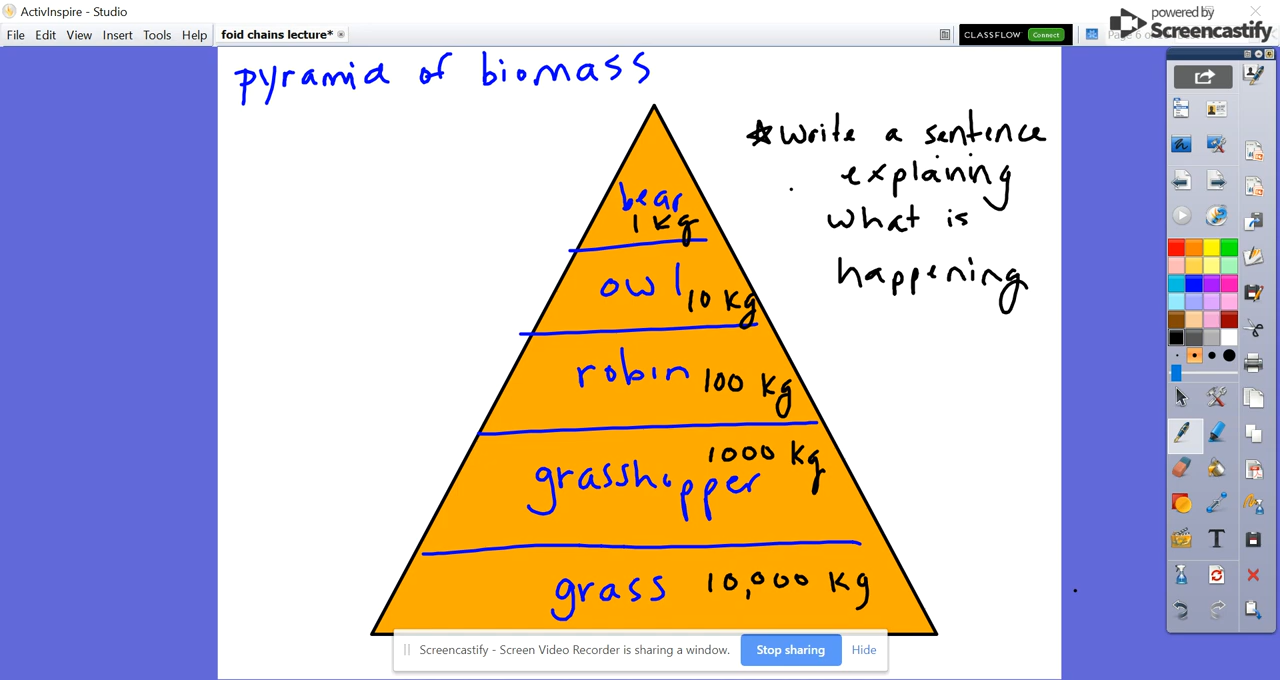 ActivInspire - Studio
powered by
Screencastify
File Edit View Insert Tools Help
foid chains lecture*
CLASSFLOW Connect
pyramid of biomass
☆ write a sentence
explaining
what is
happening
bear
1 kg
owl 10 kg
robin 100 kg
1000 kg
grasshopper
grass 10,000 kg
Screencastify - Screen Video Recorder is sharing a window. Stop sharing Hide